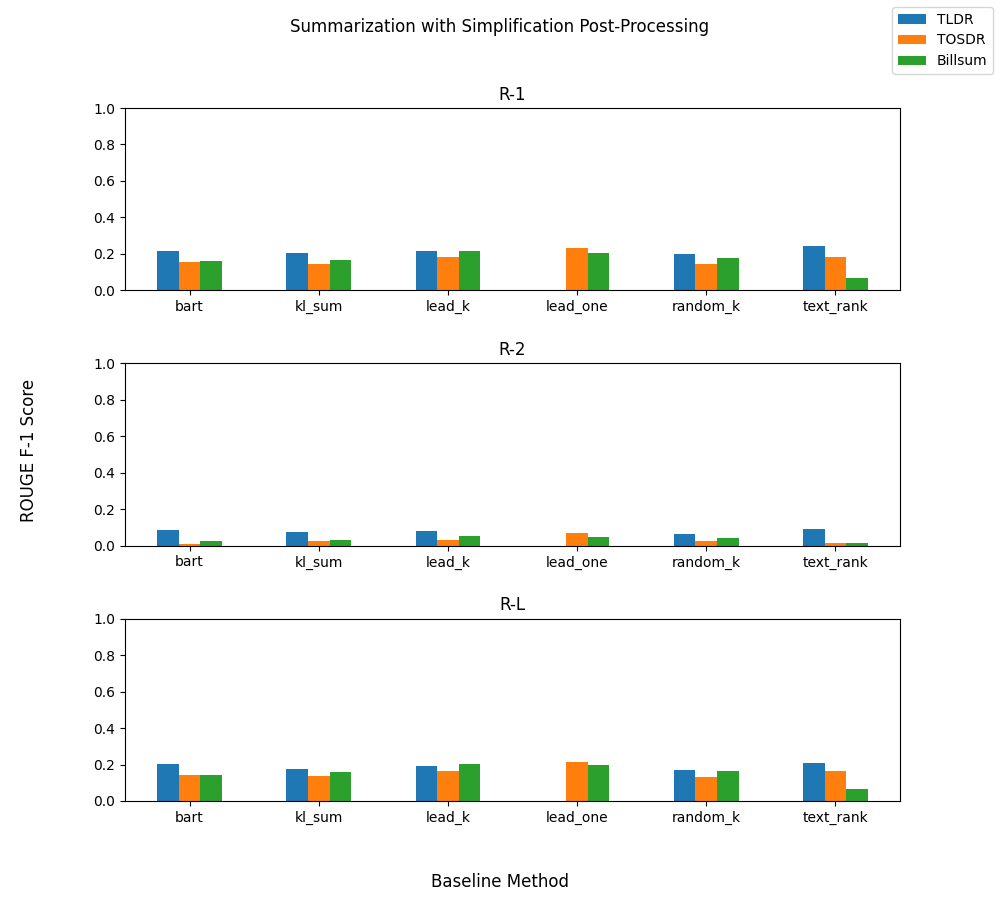 Summarization with Simplification Post-Processing
TLDR
TOSDR
Billsum
R-1
1.0
0.8
0.6
0.4
0.2
0.0
bart kl_sum lead_k lead_one random_k text_rank
R-2
1.0
0.8
0.6
0.4
0.2
0.0
bart kl_sum lead_k lead_one random_k text_rank
R-L
1.0
0.8
0.6
0.4
0.2
0.0
bart kl_sum lead_k lead_one random_k text_rank
ROUGE F-1 Score
Baseline Method